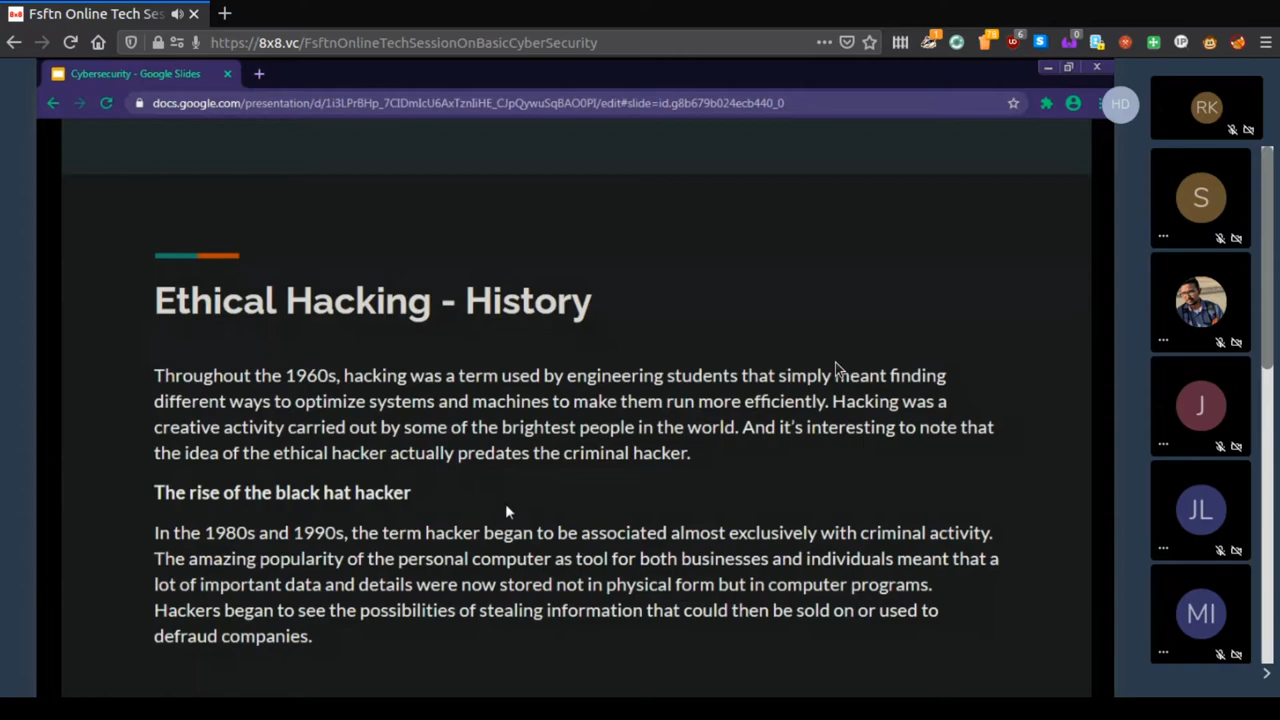 Fsftn Online Tech Ses
https://8x8.vc/FsftnOnlineTechSessionOnBasicCyberSecurity
Cybersecurity - Google Slides
docs.google.com/presentation/d/1i3LPrBHp_7CIDmIcU6AxTznIiHE_CJpQywuSqBAO0PI/edit#slide=id.g8b679b024ecb440_0
HD
RK
S
J
JL
MI
Ethical Hacking - History
Throughout the 1960s, hacking was a term used by engineering students that simply meant finding
different ways to optimize systems and machines to make them run more efficiently. Hacking was a
creative activity carried out by some of the brightest people in the world. And it’s interesting to note that
the idea of the ethical hacker actually predates the criminal hacker.
The rise of the black hat hacker
In the 1980s and 1990s, the term hacker began to be associated almost exclusively with criminal activity.
The amazing popularity of the personal computer as tool for both businesses and individuals meant that a
lot of important data and details were now stored not in physical form but in computer programs.
Hackers began to see the possibilities of stealing information that could then be sold on or used to
defraud companies.